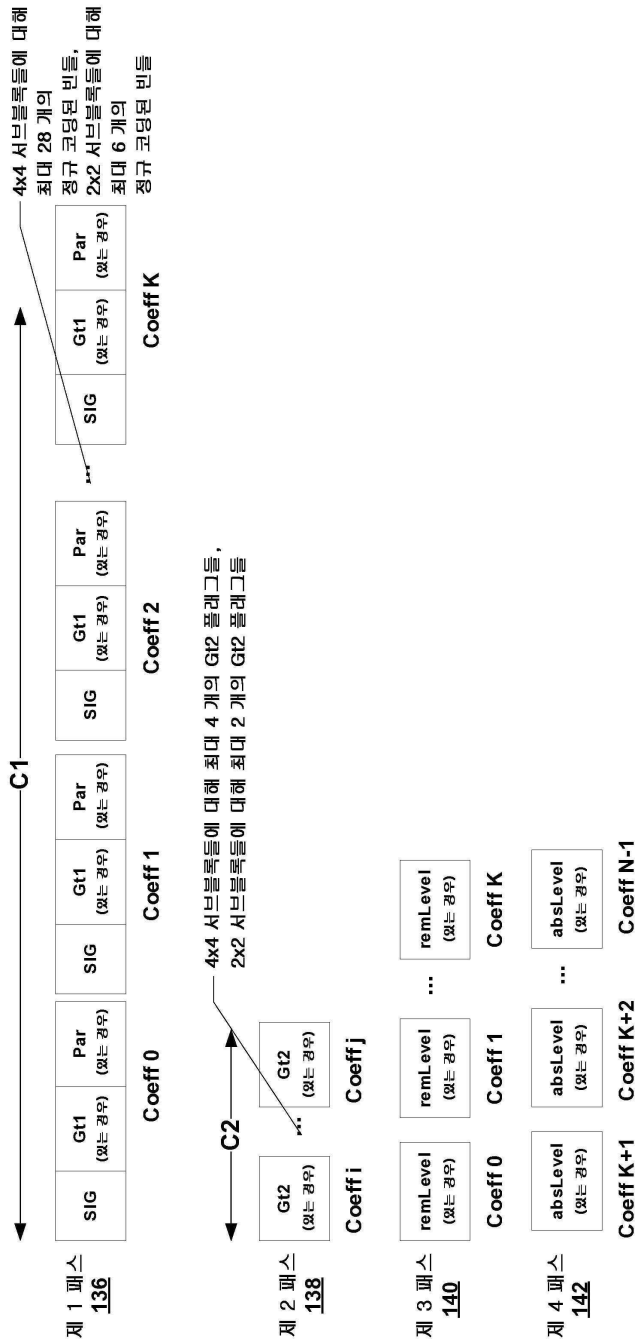 C1
4x4 서브블록들에 대해
최대 28 개의
정규 코딩된 빈들,
2x2 서브블록들에 대해
최대 6 개의
정규 코딩된 빈들
제 1 패스
136
SIG
Gt1
(있는 경우)
Par
(있는 경우)
Coeff 0
SIG
Gt1
(있는 경우)
Par
(있는 경우)
Coeff 1
SIG
Gt1
(있는 경우)
Par
(있는 경우)
Coeff 2
...
SIG
Gt1
(있는 경우)
Par
(있는 경우)
Coeff K
C2
4x4 서브블록들에 대해 최대 4 개의 Gt2 플래그들,
2x2 서브블록들에 대해 최대 2 개의 Gt2 플래그들
제 2 패스
138
Gt2
(있는 경우)
Coeff i
...
Gt2
(있는 경우)
Coeff j
제 3 패스
140
remLevel
(있는 경우)
Coeff 0
remLevel
(있는 경우)
Coeff 1
...
remLevel
(있는 경우)
Coeff K
제 4 패스
142
absLevel
(있는 경우)
Coeff K+1
absLevel
(있는 경우)
Coeff K+2
...
absLevel
(있는 경우)
Coeff N-1